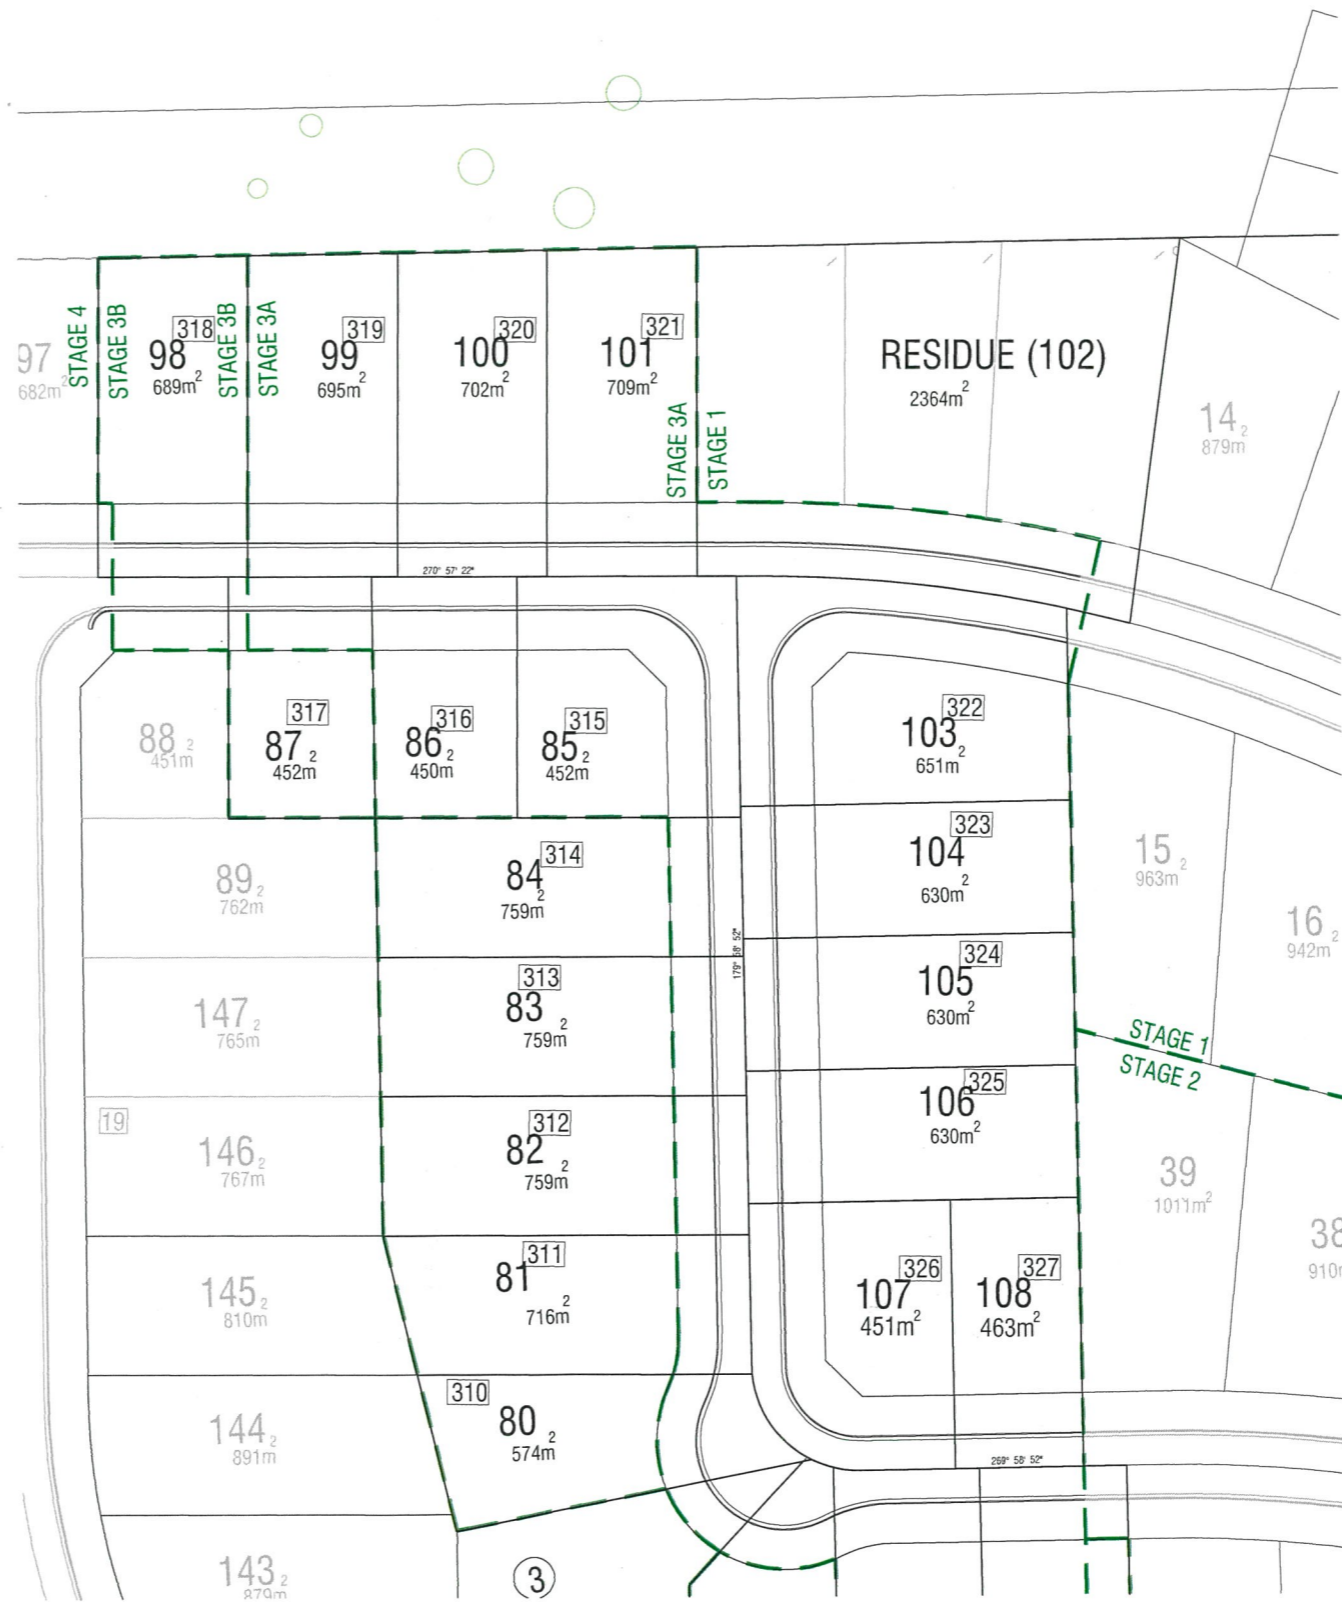 318
319
320
321
97
682m²
STAGE 4
STAGE 3B
98
689m²
STAGE 3B
STAGE 3A
99
695m²
100
702m²
101
709m²
STAGE 3A
STAGE 1
RESIDUE (102)
2364m²
14
879m²
270° 57' 22"
88
451m²
317
87
452m²
316
86
450m²
315
85
452m²
322
103
651m²
89
762m²
314
84
759m²
323
104
630m²
15
963m²
16
942m²
179° 58' 52"
147
765m²
313
83
759m²
324
105
630m²
STAGE 1
STAGE 2
19
146
767m²
312
82
759m²
325
106
630m²
39
1011m²
38
910m
145
810m²
311
81
716m²
326
107
451m²
327
108
463m²
144
891m²
310
80
574m²
269° 58' 52"
143
879m²
3